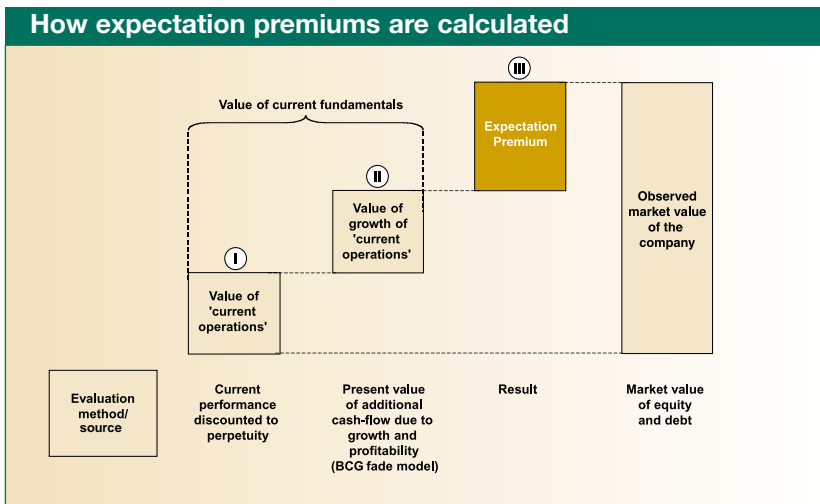 How expectation premiums are calculated
III
Value of current fundamentals
Expectation
Premium
II
Observed
market value
of the
company
Value of
growth of
'current
operations'
I
Value of
'current
operations'
Evaluation
method/
source
Current
performance
discounted to
perpetuity
Present value
of additional
cash-flow due to
growth and
profitability
(BCG fade model)
Result
Market value
of equity
and debt